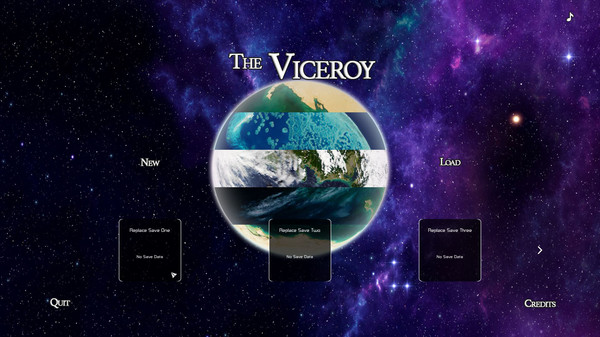 The Viceroy
New
Load
Replace Save One
Replace Save Two
Replace Save Three
No Save Data
No Save Data
No Save Data
Quit
Credits